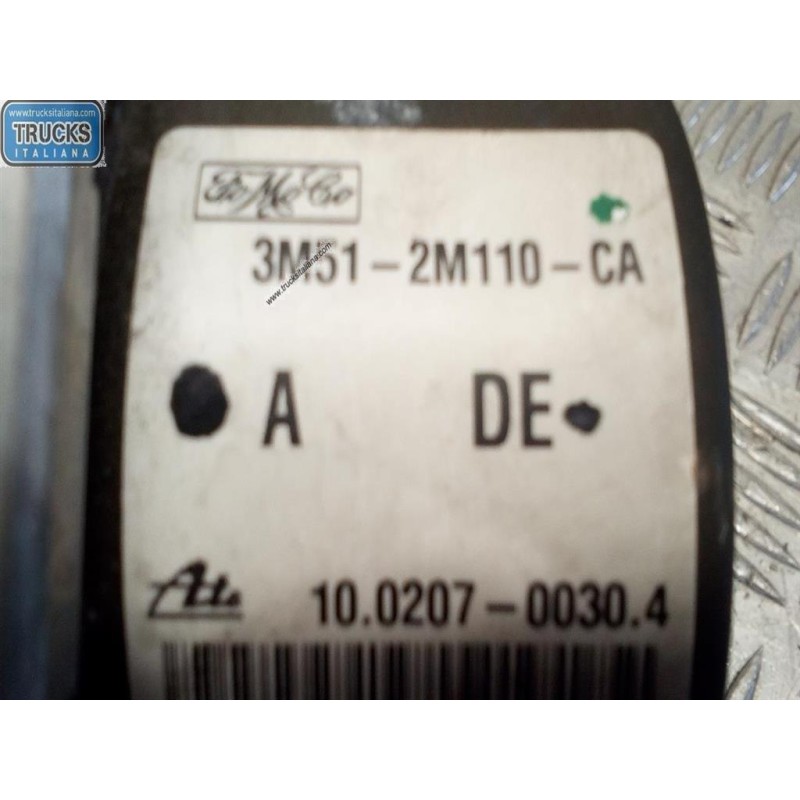 www.trucksitaliana.com
TRUCKS
ITALIANA
FoMoCo
3M51-2M110-CA
www.trucksitaliana.com
A DE
Ate
10.0207-0030.4